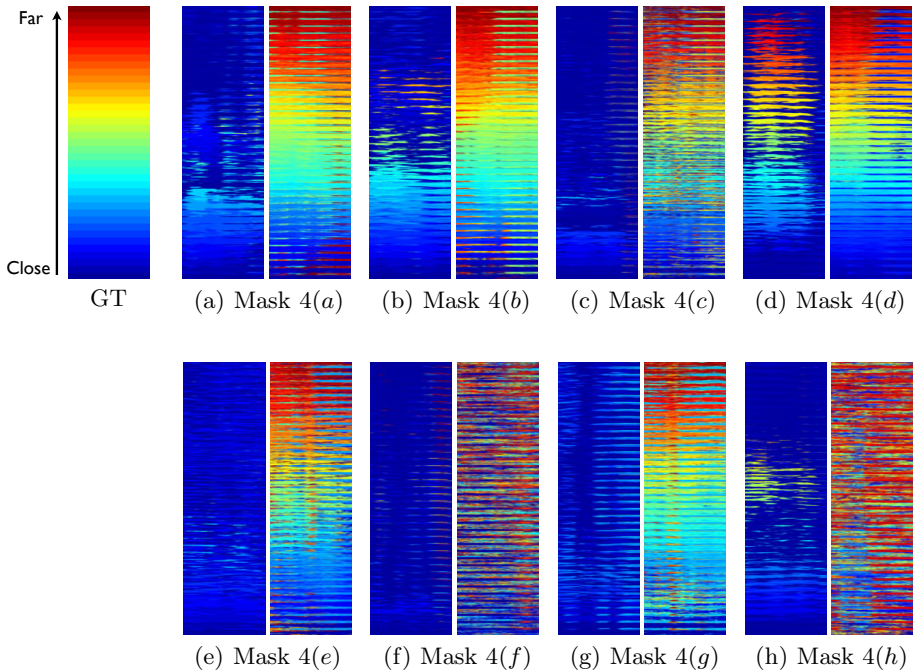 Far
Close
GT
(a) Mask 4(a)
(b) Mask 4(b)
(c) Mask 4(c)
(d) Mask 4(d)
(e) Mask 4(e)
(f) Mask 4(f)
(g) Mask 4(g)
(h) Mask 4(h)